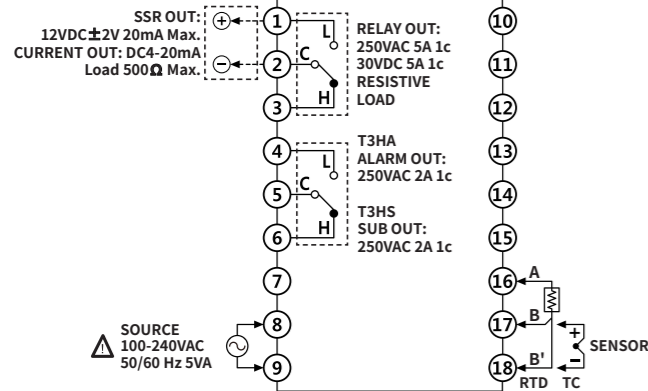 SSR OUT:
12VDC±2V 20mA Max.
CURRENT OUT: DC4-20mA
Load 500Ω Max.
+
−
1
2
3
L
C
H
RELAY OUT:
250VAC 5A 1c
30VDC 5A 1c
RESISTIVE
LOAD
4
5
6
L
C
H
T3HA
ALARM OUT:
250VAC 2A 1c
T3HS
SUB OUT:
250VAC 2A 1c
7
8
9
!
SOURCE
100-240VAC
50/60 Hz 5VA
10
11
12
13
14
15
16
17
18
A
B
B'
+
−
SENSOR
RTD TC